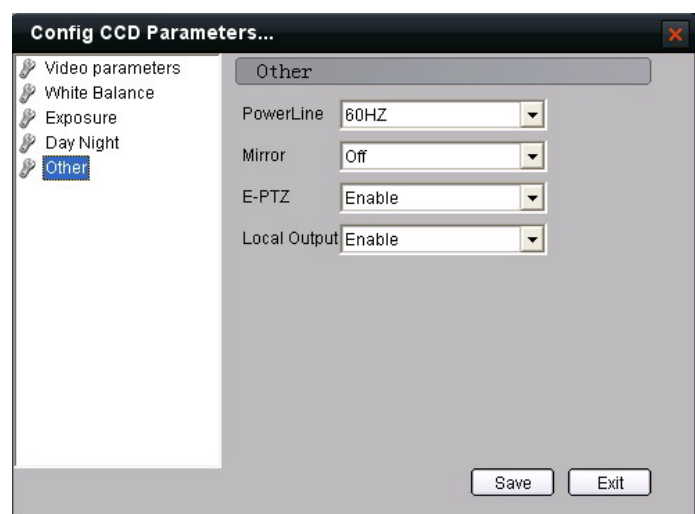 Config CCD Parameters...
Video parameters
White Balance
Exposure
Day Night
Other
Other
PowerLine 60HZ
Mirror Off
E-PTZ Enable
Local Output Enable
Save Exit